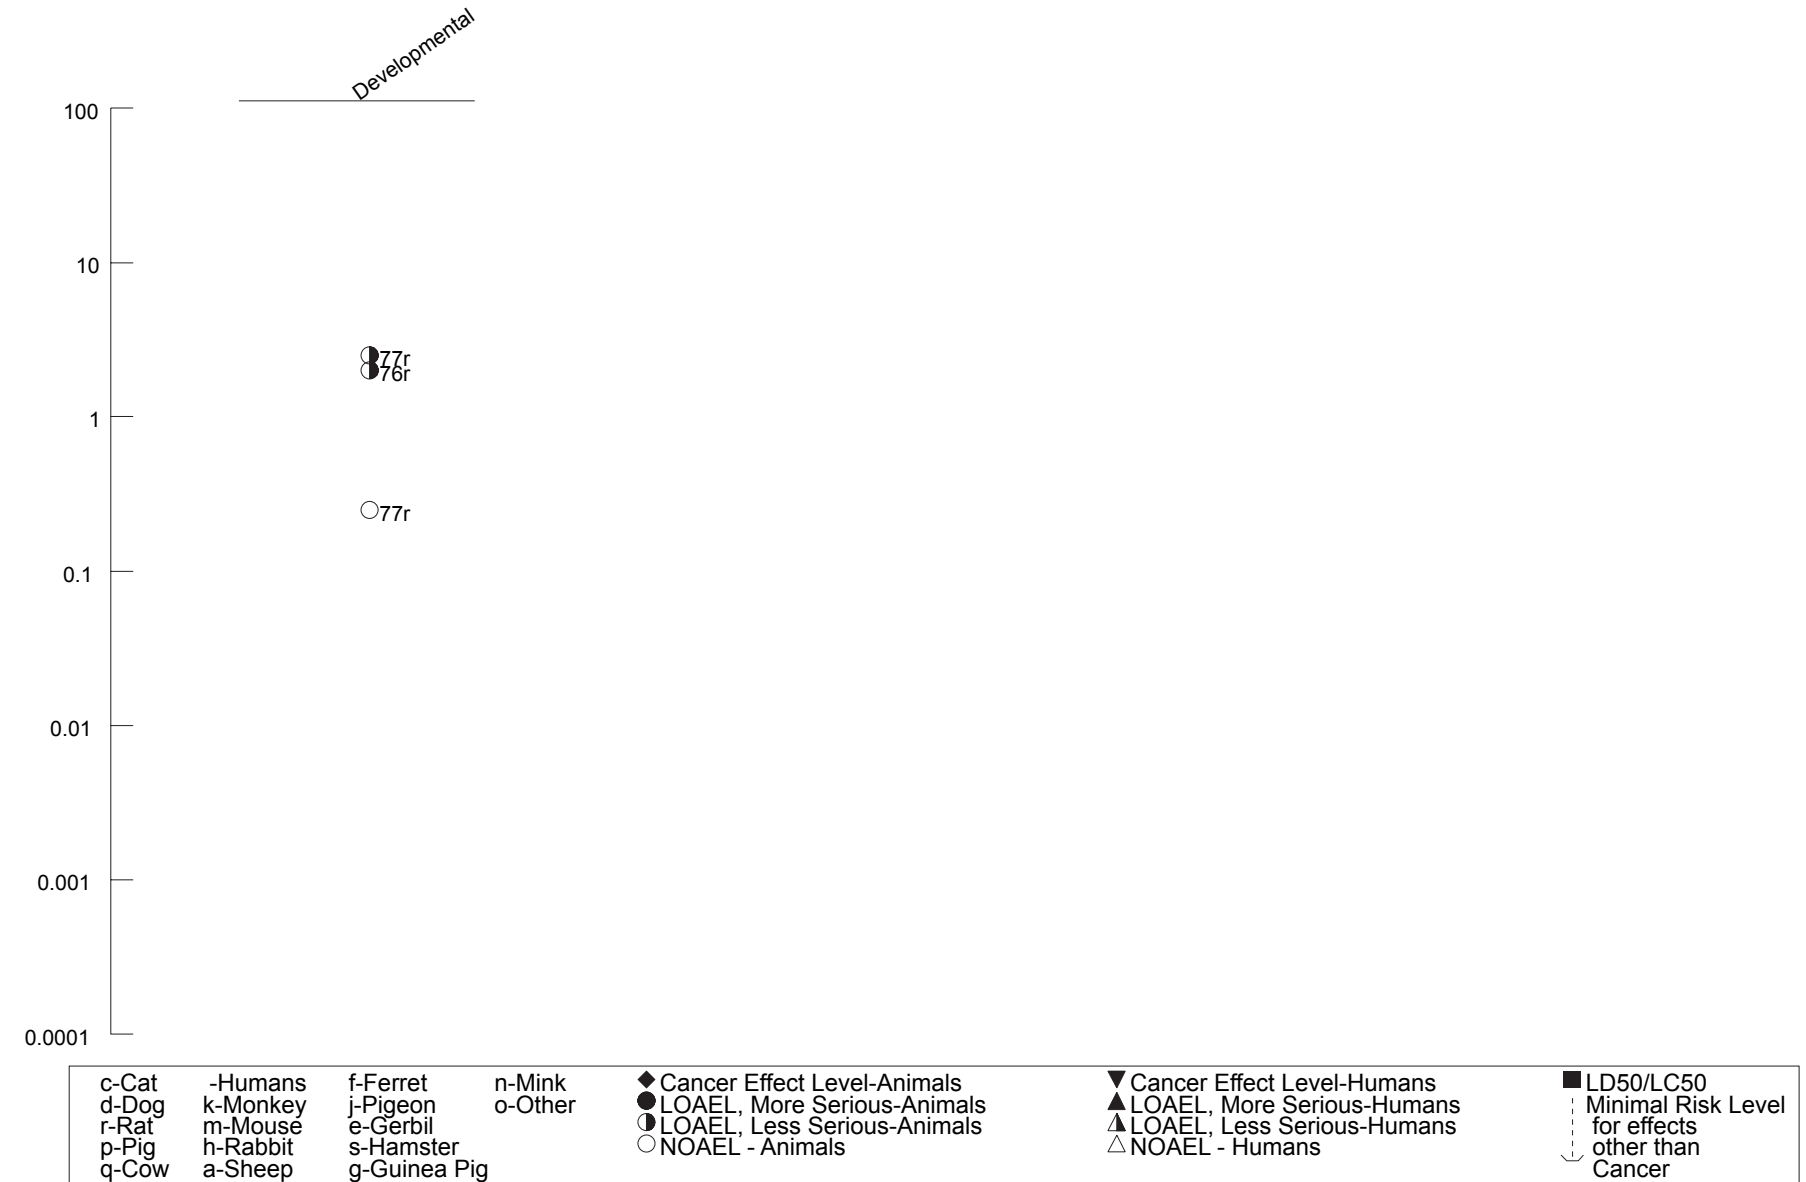 Developmental
100
10
77r
76r
1
77r
0.1
0.01
0.001
0.0001
c-Cat -Humans f-Ferret n-Mink Cancer Effect Level-Animals Cancer Effect Level-Humans LD50/LC50
d-Dog k-Monkey j-Pigeon o-Other LOAEL, More Serious-Animals LOAEL, More Serious-Humans Minimal Risk Level
r-Rat m-Mouse e-Gerbil LOAEL, Less Serious-Animals LOAEL, Less Serious-Humans for effects
p-Pig h-Rabbit s-Hamster NOAEL - Animals NOAEL - Humans other than
q-Cow a-Sheep g-Guinea Pig Cancer